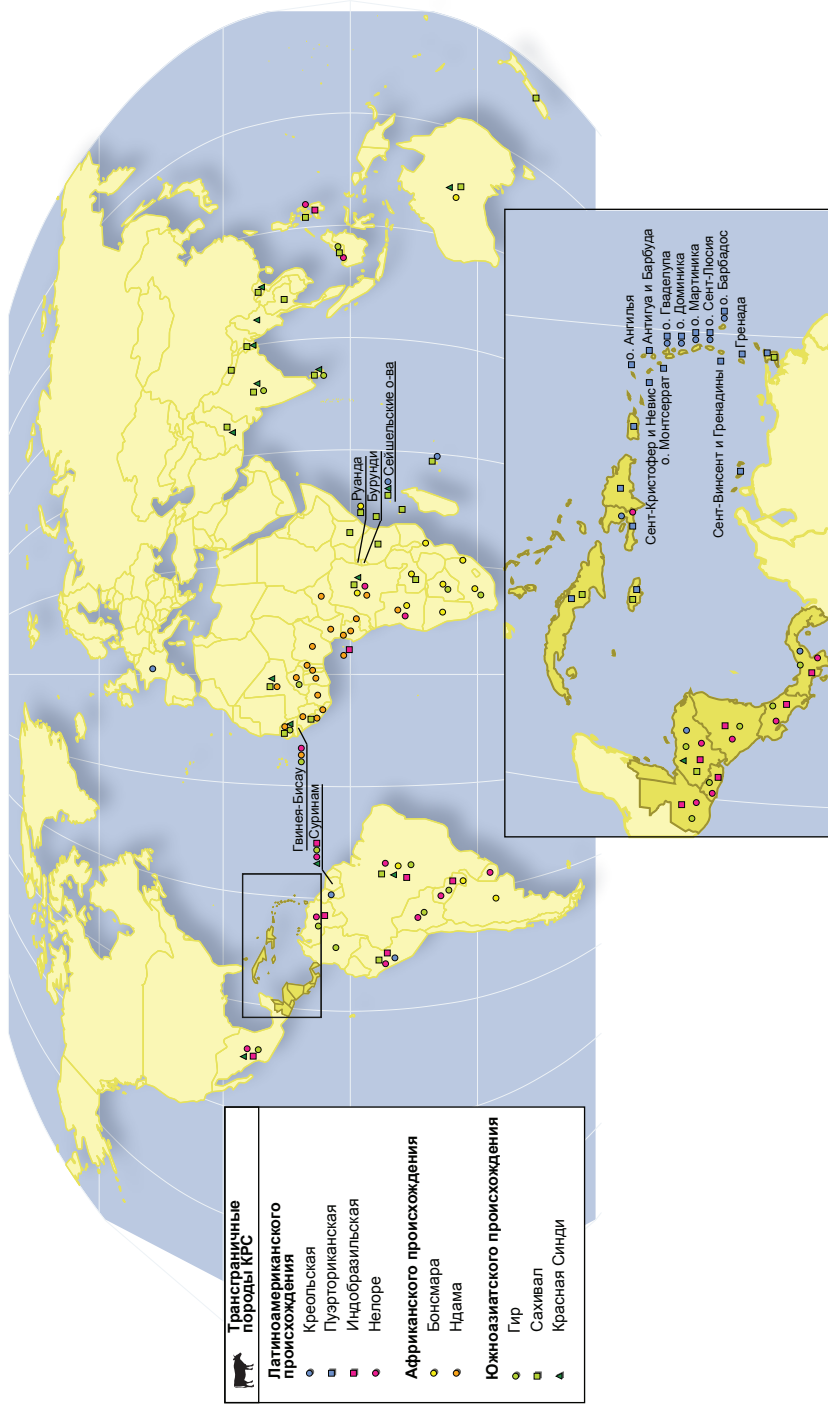 Трансграничные
породы КРС
Латиноамериканского
происхождения
Креольская
Пуэрториканская
Индобразильская
Нелоре
Африканского происхождения
Бонсмара
Ндама
Южноазиатского происхождения
Гир
Сахивал
Красная Синди
Гвинея-Бисау
Суринам
Руанда
Бурунди
Сейшельские о-ва
о. Ангилья
Сент-Кристофер и Невис
Антигуа и Барбуда
о. Монтсеррат
о. Гваделупа
о. Доминика
о. Мартиника
о. Сент-Люсия
Сент-Винсент и Гренадины
о. Барбадос
Гренада